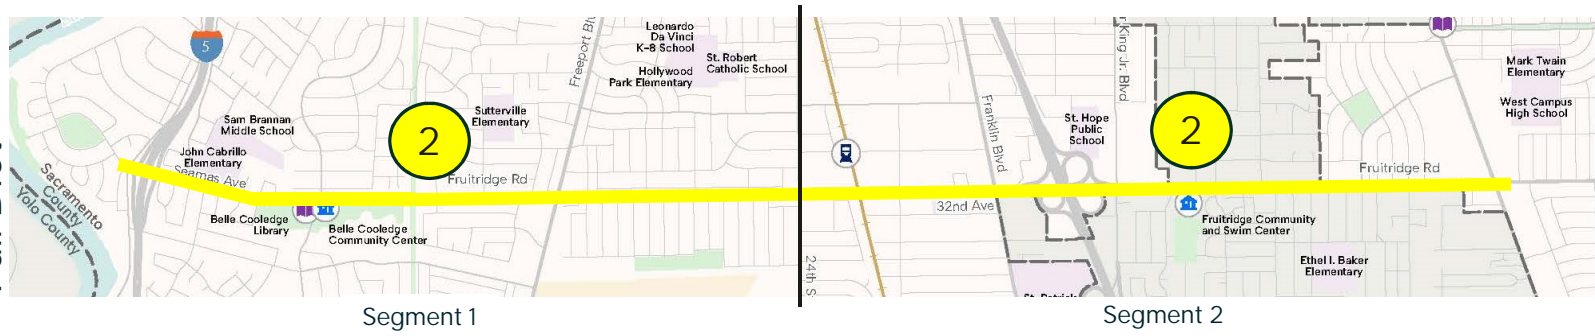 5
Sam Brannan
Middle School
John Cabrillo
Elementary
Seamas Ave
Sacramento
County
Yolo County
Belle Cooledge
Library
Belle Cooledge
Community Center
2
Fruitridge Rd
Sutterville
Elementary
Freeport Blv
Leonardo
Da Vinci
K-8 School
Hollywood
Park Elementary
St. Robert
Catholic School
Segment 1
24th S
Franklin Blvd
32nd Ave
St. Hope
Public
School
King Jr. Blvd
2
Fruitridge Community
and Swim Center
Ethel I. Baker
Elementary
Fruitridge Rd
Mark Twain
Elementary
West Campus
High School
Segment 2